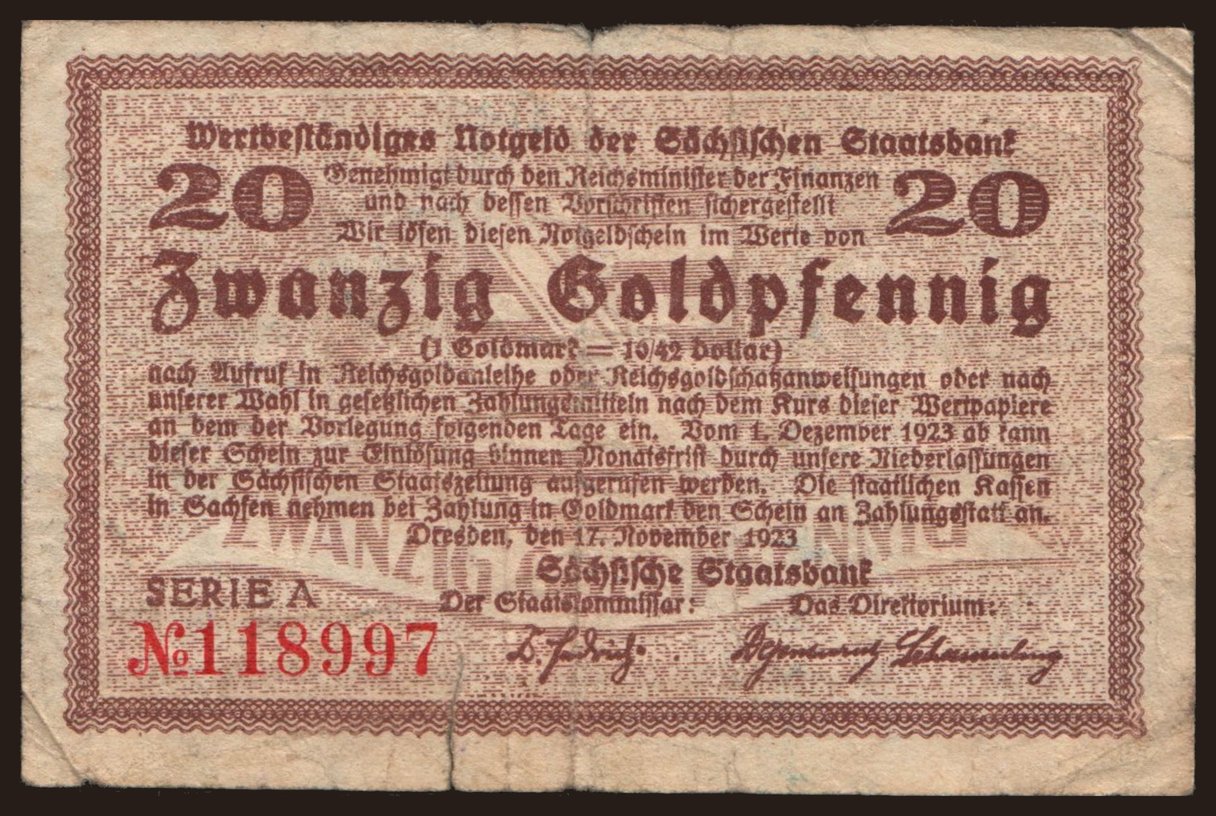 Wertbeständiges Notgeld der Sächsischen Staatsbank
20 Genehmigt durch den Reichsminister der Finanzen 20
und nach dessen Vorschriften sichergestellt
Wir lösen diesen Notgeldschein im Werte von
Zwanzig Goldpfennig
(1 Goldmark = 10/42 Dollar)
nach Aufruf in Reichsgoldanleihe oder Reichsgoldschatzanweisungen oder nach
unserer Wahl in gesetzlichen Zahlungsmitteln nach dem Kurs dieser Wertpapiere
an dem der Vorlegung folgenden Tage ein. Vom 1. Dezember 1923 ab kann
dieser Schein zur Einlösung binnen Monatsfrist durch unsere Niederlassungen
in der Sächsischen Staatszeitung aufgerufen werden. Die staatlichen Kassen
in Sachsen nehmen bei Zahlung in Goldmark den Schein an Zahlungsstatt an.
ZWANZIG
Dresden, den 17. November 1923
Sächsische Staatsbank
SERIE A
Der Staatskommissar: Das Direktorium:
№118997